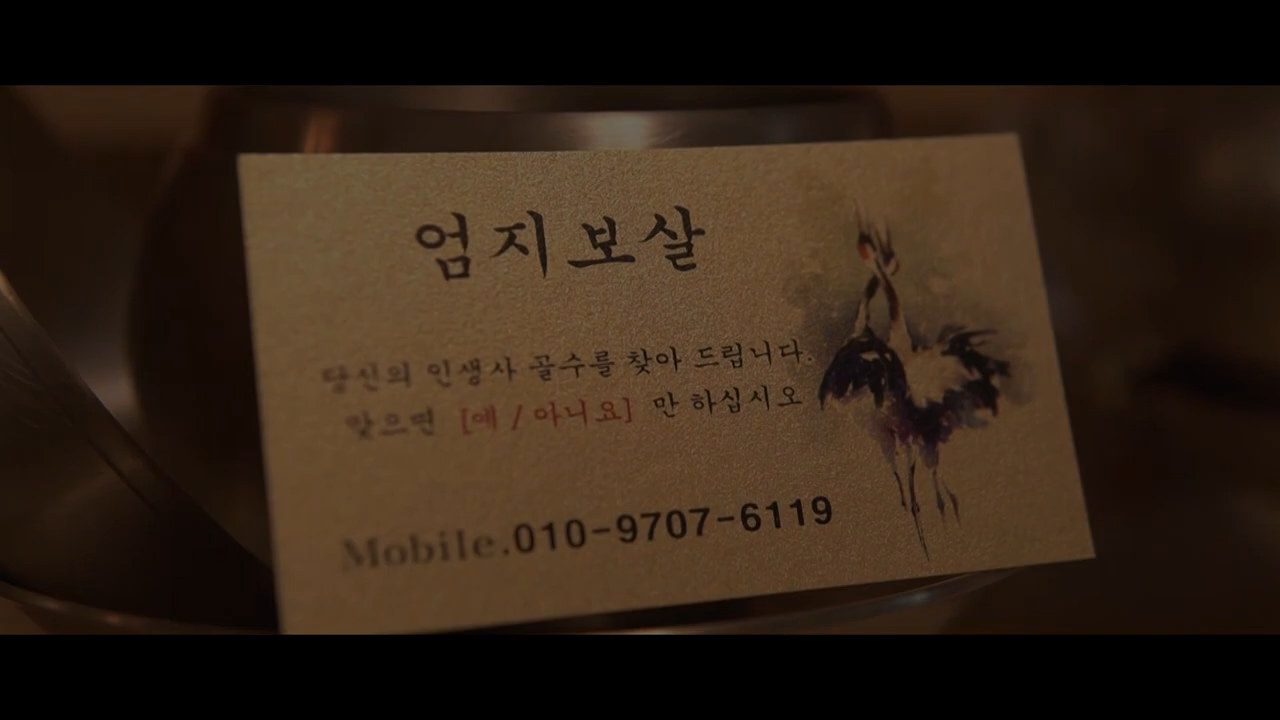 엄지보살
당신의 인생사 골수를 찾아 드립니다.
맞으면 [예 / 아니요] 만 하십시오
Mobile.010-9707-6119